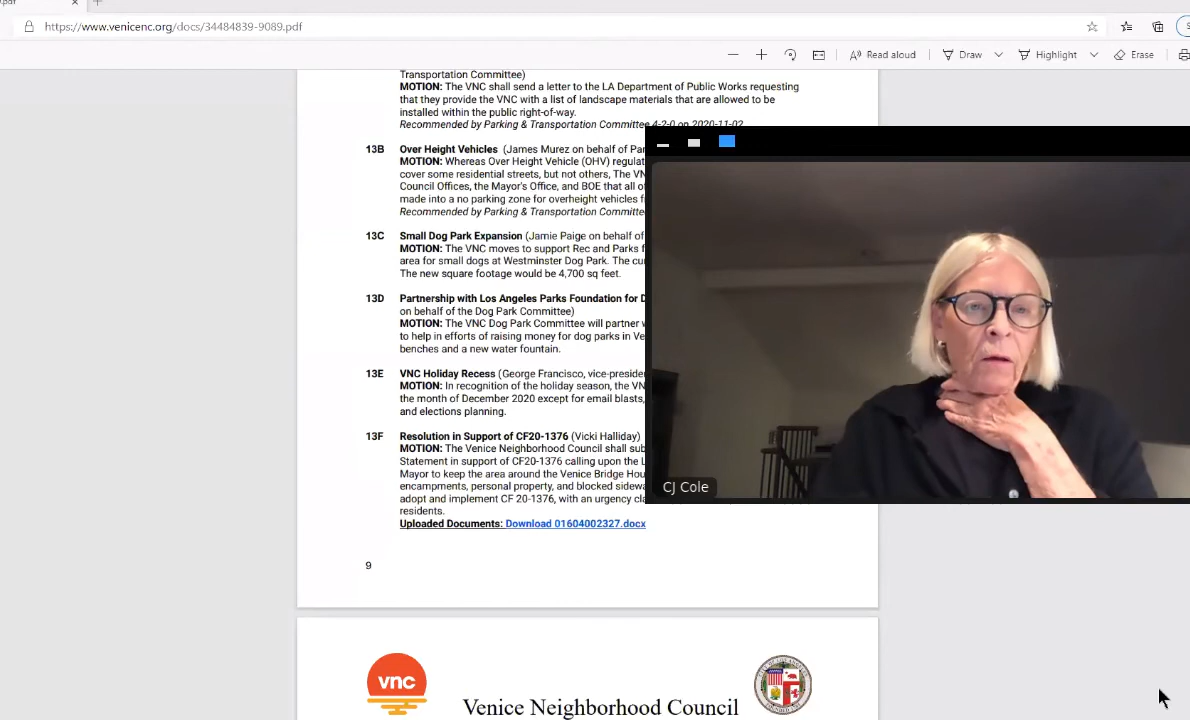 .pdf
https://www.venicenc.org/docs/34484839-9089.pdf
Read aloud
Draw
Highlight
Erase
Transportation Committee)
MOTION: The VNC shall send a letter to the LA Department of Public Works requesting
that they provide the VNC with a list of landscape materials that are allowed to be
installed within the public right-of-way.
Recommended by Parking & Transportation Committee 4-2-0 on 2020-11-02
13B Over Height Vehicles (James Murez on behalf of
MOTION: Whereas Over Height Vehicle (OHV)
cover some residential streets, but not others, The
Council Offices, the Mayor's Office, and BOE that all
made into a no parking zone for overheight vehicles
Recommended by Parking & Transportation
13C Small Dog Park Expansion (Jamie Paige on behalf of
MOTION: The VNC moves to support Rec and Parks
area for small dogs at Westminster Dog Park. The
The new square footage would be 4,700 sq feet.
13D Partnership with Los Angeles Parks Foundation for
on behalf of the Dog Park Committee)
MOTION: The VNC Dog Park Committee will partner
to help in efforts of raising money for dog parks in
benches and a new water fountain.
13E VNC Holiday Recess (George Francisco,
MOTION: In recognition of the holiday season, the
the month of December 2020 except for email blasts,
and elections planning.
13F Resolution in Support of CF20-1376 (Vicki Halliday)
MOTION: The Venice Neighborhood Council shall
Statement in support of CF20-1376 calling upon the
Mayor to keep the area around the Venice Bridge
encampments, personal property, and blocked
adopt and implement CF 20-1376, with an urgency
residents.
Uploaded Documents: Download 01604002327.docx
9
CJ Cole
vnc
Venice Neighborhood Council